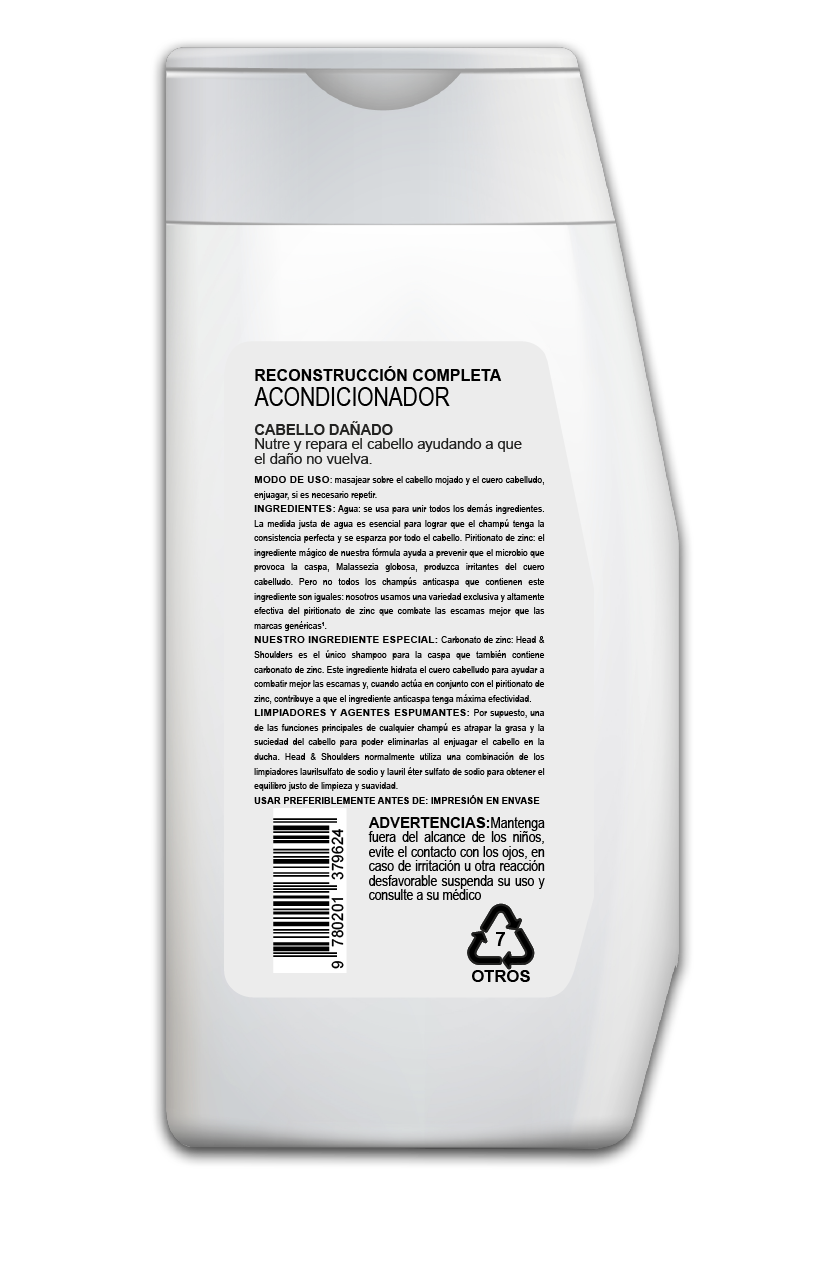 RECONSTRUCCIÓN COMPLETA
ACONDICIONADOR
CABELLO DAÑADO
Nutre y repara el cabello ayudando a que
el daño no vuelva.
MODO DE USO: masajear sobre el cabello mojado y el cuero cabelludo,
enjuagar, si es necesario repetir.
INGREDIENTES: Agua: se usa para unir todos los demás ingredientes.
La medida justa de agua es esencial para lograr que el champú tenga la
consistencia perfecta y se esparza por todo el cabello. Piritionato de zinc: el
ingrediente mágico de nuestra fórmula ayuda a prevenir que el microbio que
provoca la caspa, Malassezia globosa, produzca irritantes del cuero
cabelludo. Pero no todos los champús anticaspa que contienen este
ingrediente son iguales: nosotros usamos una variedad exclusiva y altamente
efectiva del piritionato de zinc que combate las escamas mejor que las
marcas genéricas¹.
NUESTRO INGREDIENTE ESPECIAL: Carbonato de zinc: Head &
Shoulders es el único shampoo para la caspa que también contiene
carbonato de zinc. Este ingrediente hidrata el cuero cabelludo para ayudar a
combatir mejor las escamas y, cuando actúa en conjunto con el piritionato de
zinc, contribuye a que el ingrediente anticaspa tenga máxima efectividad.
LIMPIADORES Y AGENTES ESPUMANTES: Por supuesto, una
de las funciones principales de cualquier champú es atrapar la grasa y la
suciedad del cabello para poder eliminarlas al enjuagar el cabello en la
ducha. Head & Shoulders normalmente utiliza una combinación de los
limpiadores laurilsulfato de sodio y lauril éter sulfato de sodio para obtener el
equilibro justo de limpieza y suavidad.
USAR PREFERIBLEMENTE ANTES DE: IMPRESIÓN EN ENVASE
9 780201 379624
ADVERTENCIAS:Mantenga
fuera del alcance de los niños,
evite el contacto con los ojos, en
caso de irritación u otra reacción
desfavorable suspenda su uso y
consulte a su médico
7
OTROS